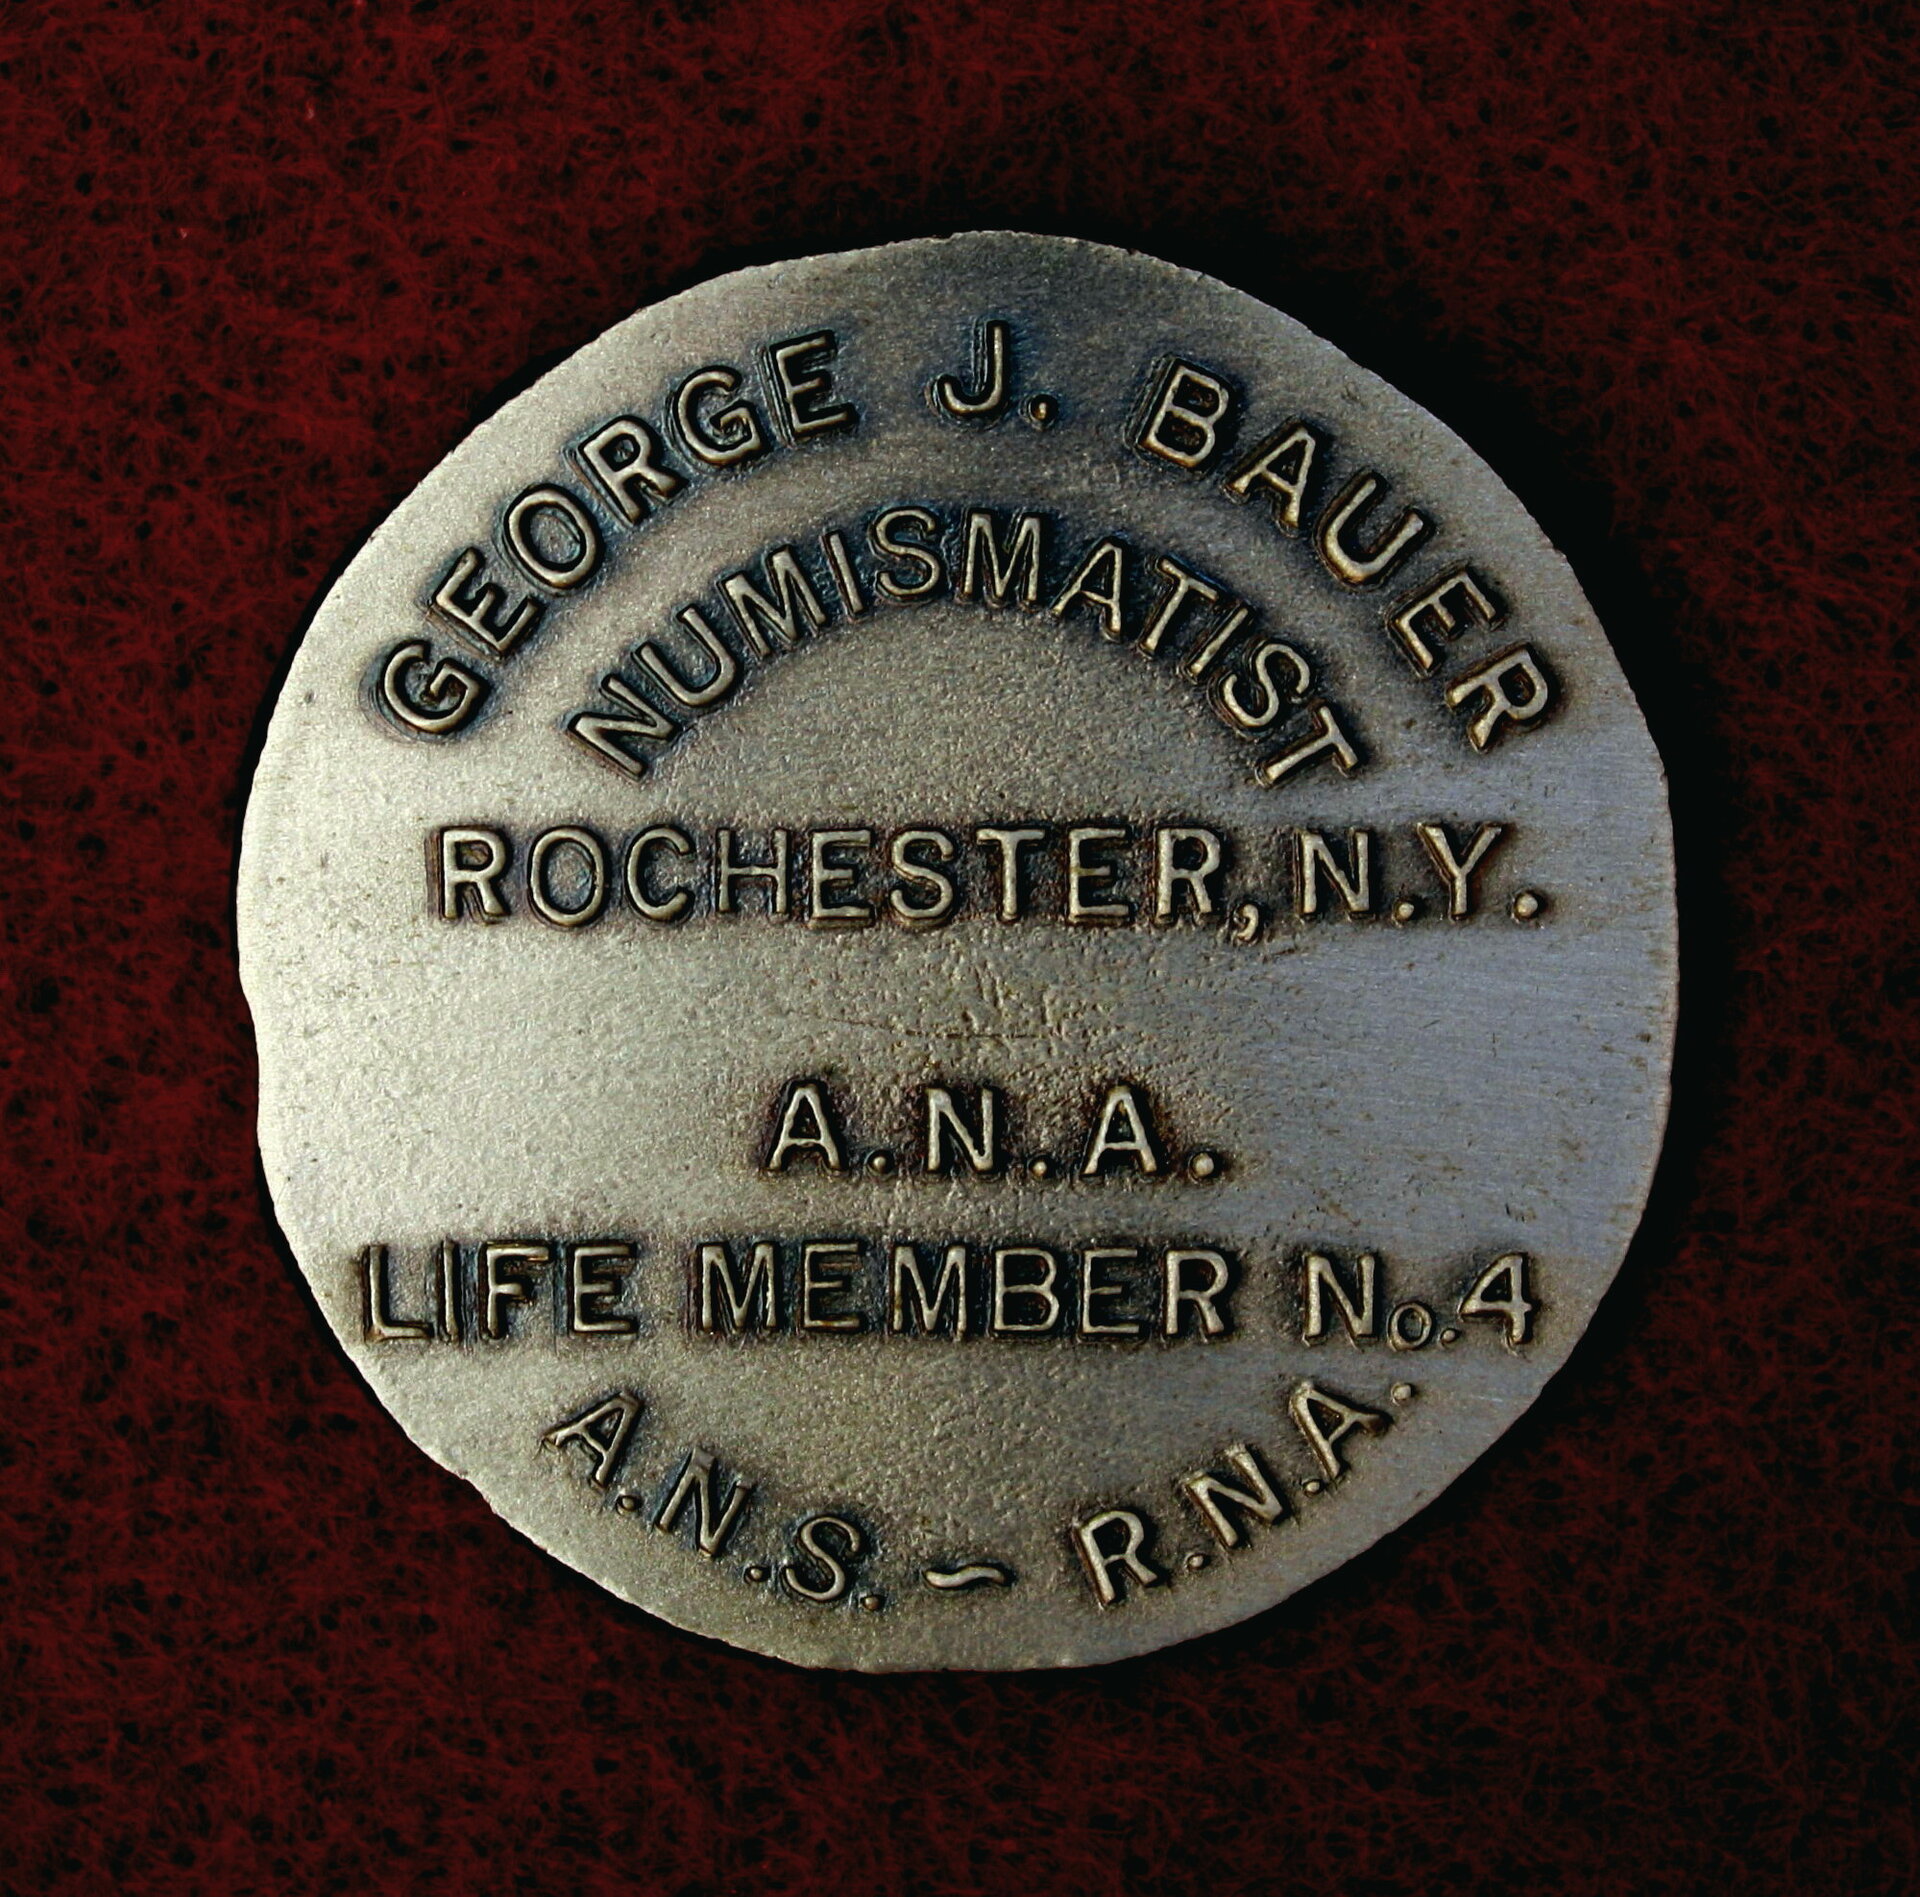 GEORGE J. BAUER
NUMISMATIST
ROCHESTER, N.Y.
A.N.A.
LIFE MEMBER No.4
A.N.S. ~ R.N.A.